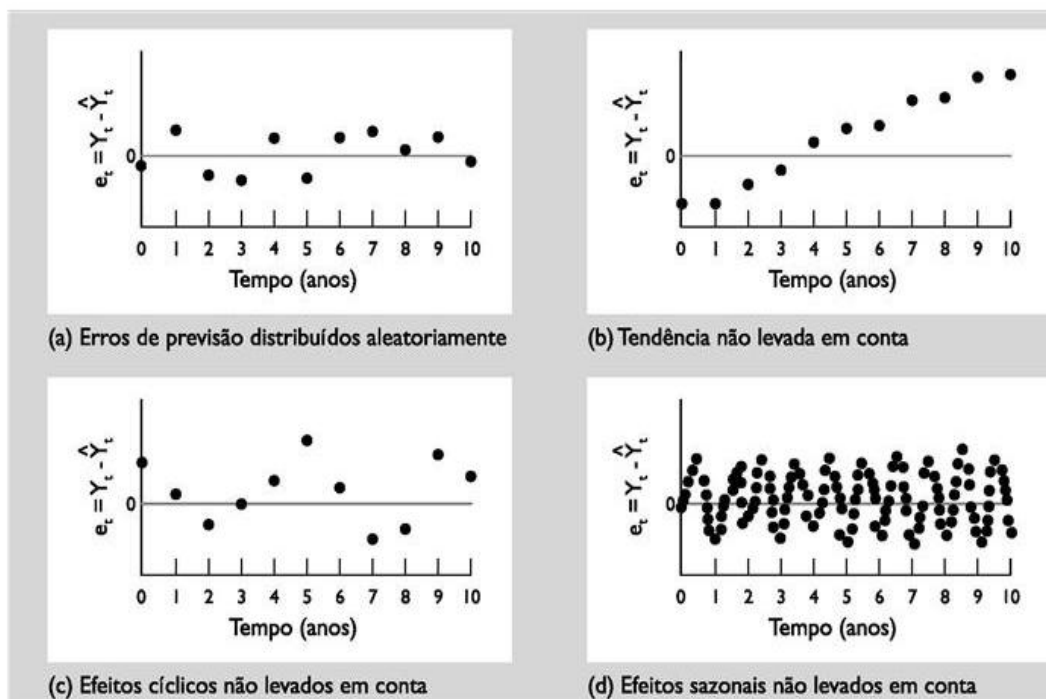 e_t = Y_t - Ŷ_t
0
0 1 2 3 4 5 6 7 8 9 10
Tempo (anos)
(a) Erros de previsão distribuídos aleatoriamente
e_t = Y_t - Ŷ_t
0
0 1 2 3 4 5 6 7 8 9 10
Tempo (anos)
(b) Tendência não levada em conta
e_t = Y_t - Ŷ_t
0
0 1 2 3 4 5 6 7 8 9 10
Tempo (anos)
(c) Efeitos cíclicos não levados em conta
e_t = Y_t - Ŷ_t
0
0 1 2 3 4 5 6 7 8 9 10
Tempo (anos)
(d) Efeitos sazonais não levados em conta